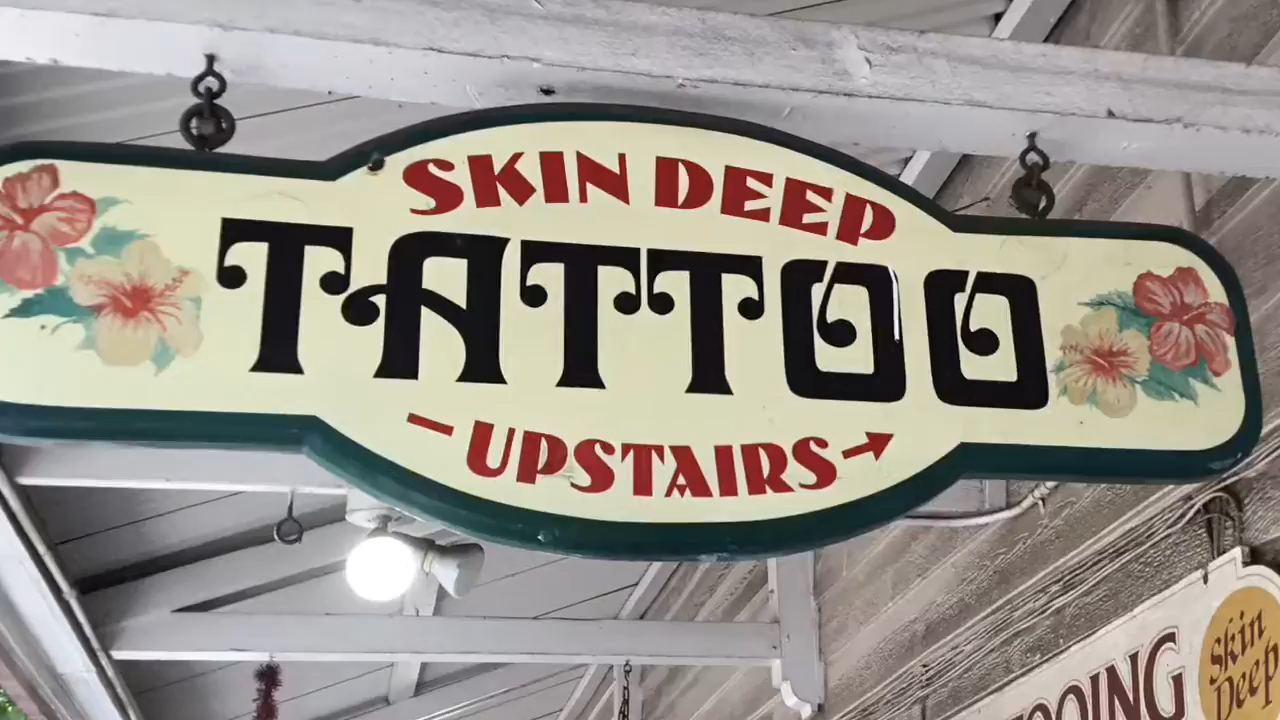 SKIN DEEP
TATTOO
- UPSTAIRS →
Skin
Deep